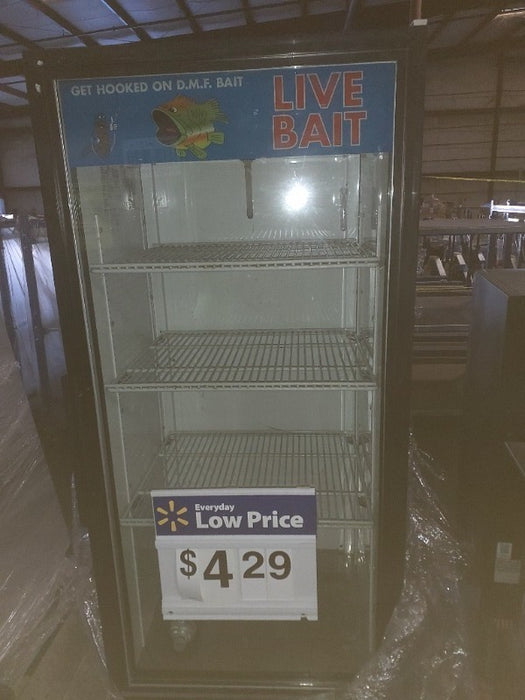 GET HOOKED ON D.M.F. BAIT
LIVE
BAIT
Everyday
Low Price
$4 29